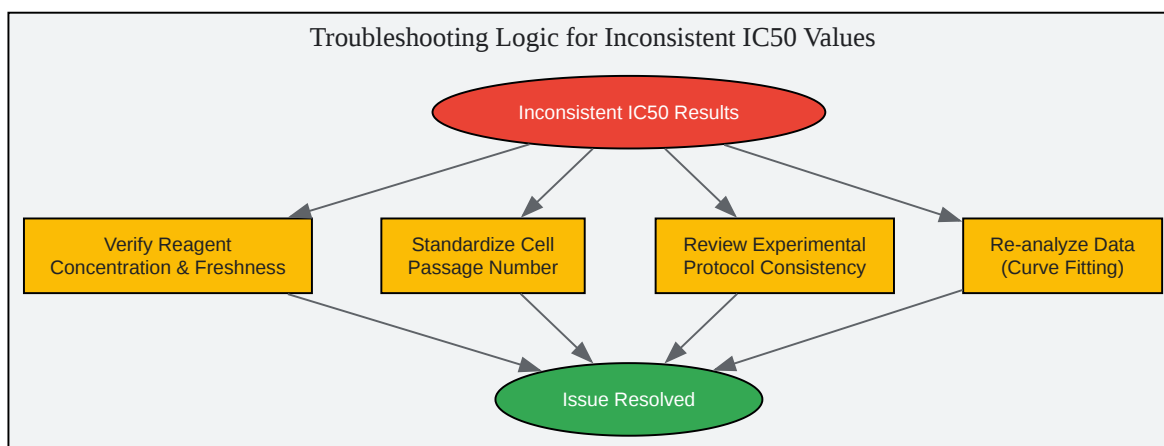 Troubleshooting Logic for Inconsistent IC50 Values
Inconsistent IC50 Results
Verify Reagent
Concentration & Freshness
Standardize Cell
Passage Number
Review Experimental
Protocol Consistency
Re-analyze Data
(Curve Fitting)
Issue Resolved